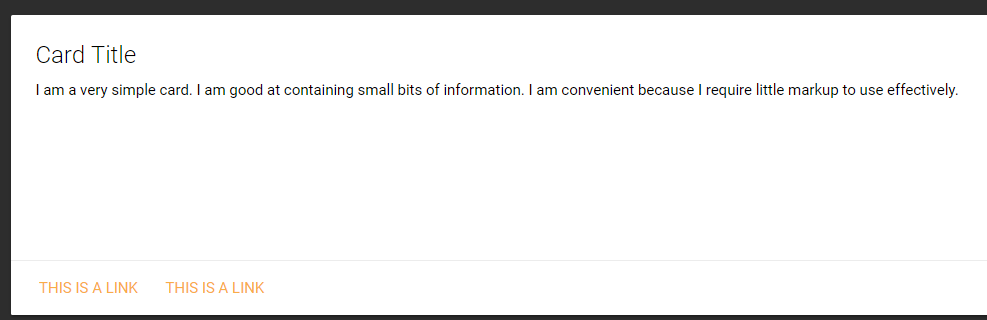 Card Title
I am a very simple card. I am good at containing small bits of information. I am convenient because I require little markup to use effectively.
THIS IS A LINK THIS IS A LINK